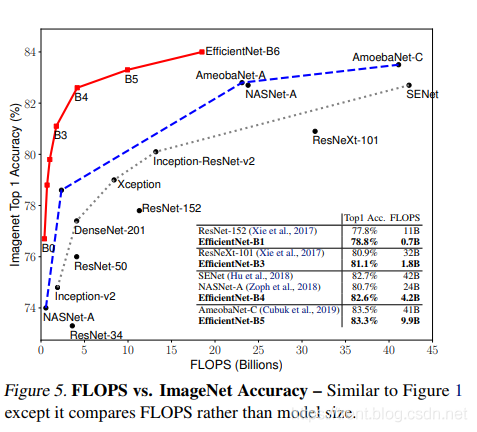 84
82
80
78
76
74
Imagenet Top 1 Accuracy (%)
EfficientNet-B6
AmoebaNet-C
B5
AmoebaNet-A
NASNet-A
SENet
B4
B3
ResNeXt-101
Inception-ResNet-v2
Xception
ResNet-152
DenseNet-201
B0
ResNet-50
Inception-v2
NASNet-A
ResNet-34
Top1 Acc. FLOPS
ResNet-152 (Xie et al., 2017) 77.8% 11B
EfficientNet-B1 78.8% 0.7B
ResNeXt-101 (Xie et al., 2017) 80.9% 32B
EfficientNet-B3 81.1% 1.8B
SENet (Hu et al., 2018) 82.7% 42B
NASNet-A (Zoph et al., 2018) 80.7% 24B
EfficientNet-B4 82.6% 4.2B
AmoebaNet-C (Cubuk et al., 2019) 83.5% 41B
EfficientNet-B5 83.3% 9.9B
0 5 10 15 20 25 30 35 40 45
FLOPS (Billions)
Figure 5. FLOPS vs. ImageNet Accuracy – Similar to Figure 1
except it compares FLOPS rather than model size.